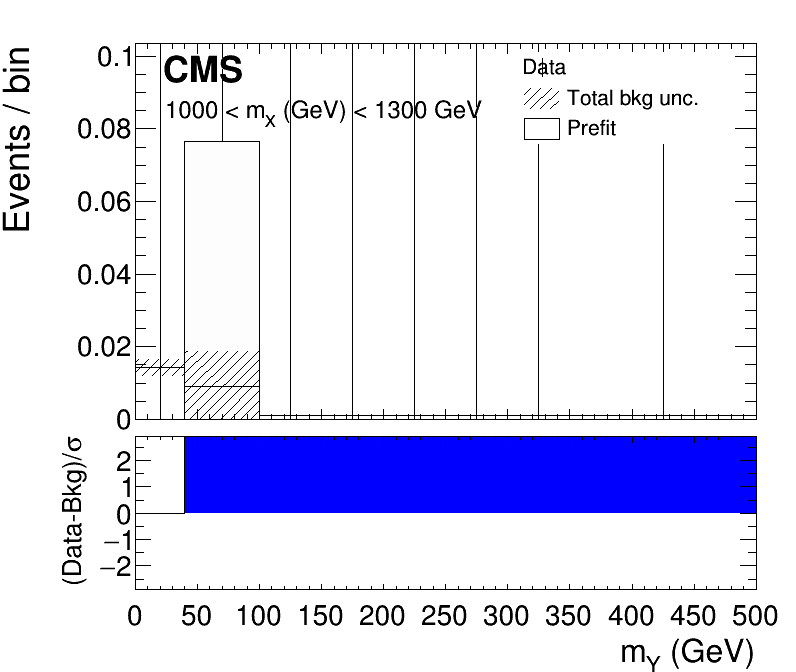 CMS
1000 < mX (GeV) < 1300 GeV
Data
Total bkg unc.
Prefit
Events / bin
0.1
0.08
0.06
0.04
0.02
0
(Data-Bkg)/σ
2
1
0
−1
−2
0 50 100 150 200 250 300 350 400 450 500
mY (GeV)